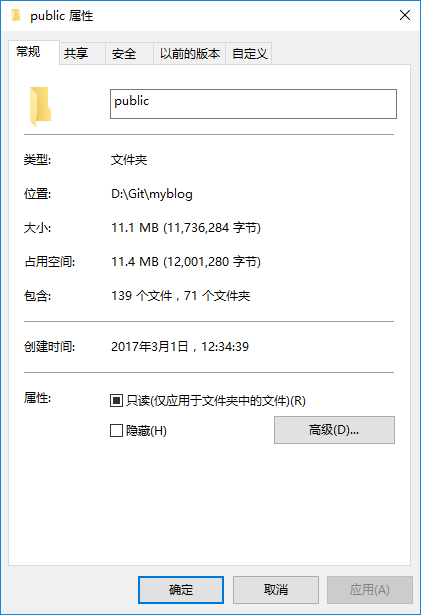 public 属性
常规 共享 安全 以前的版本 自定义
public
类型: 文件夹
位置: D:\Git\myblog
大小: 11.1 MB (11,736,284 字节)
占用空间: 11.4 MB (12,001,280 字节)
包含: 139 个文件，71 个文件夹
创建时间: 2017年3月1日，12:34:39
属性: 只读(仅应用于文件夹中的文件)(R)
隐藏(H) 高级(D)...
确定 取消 应用(A)